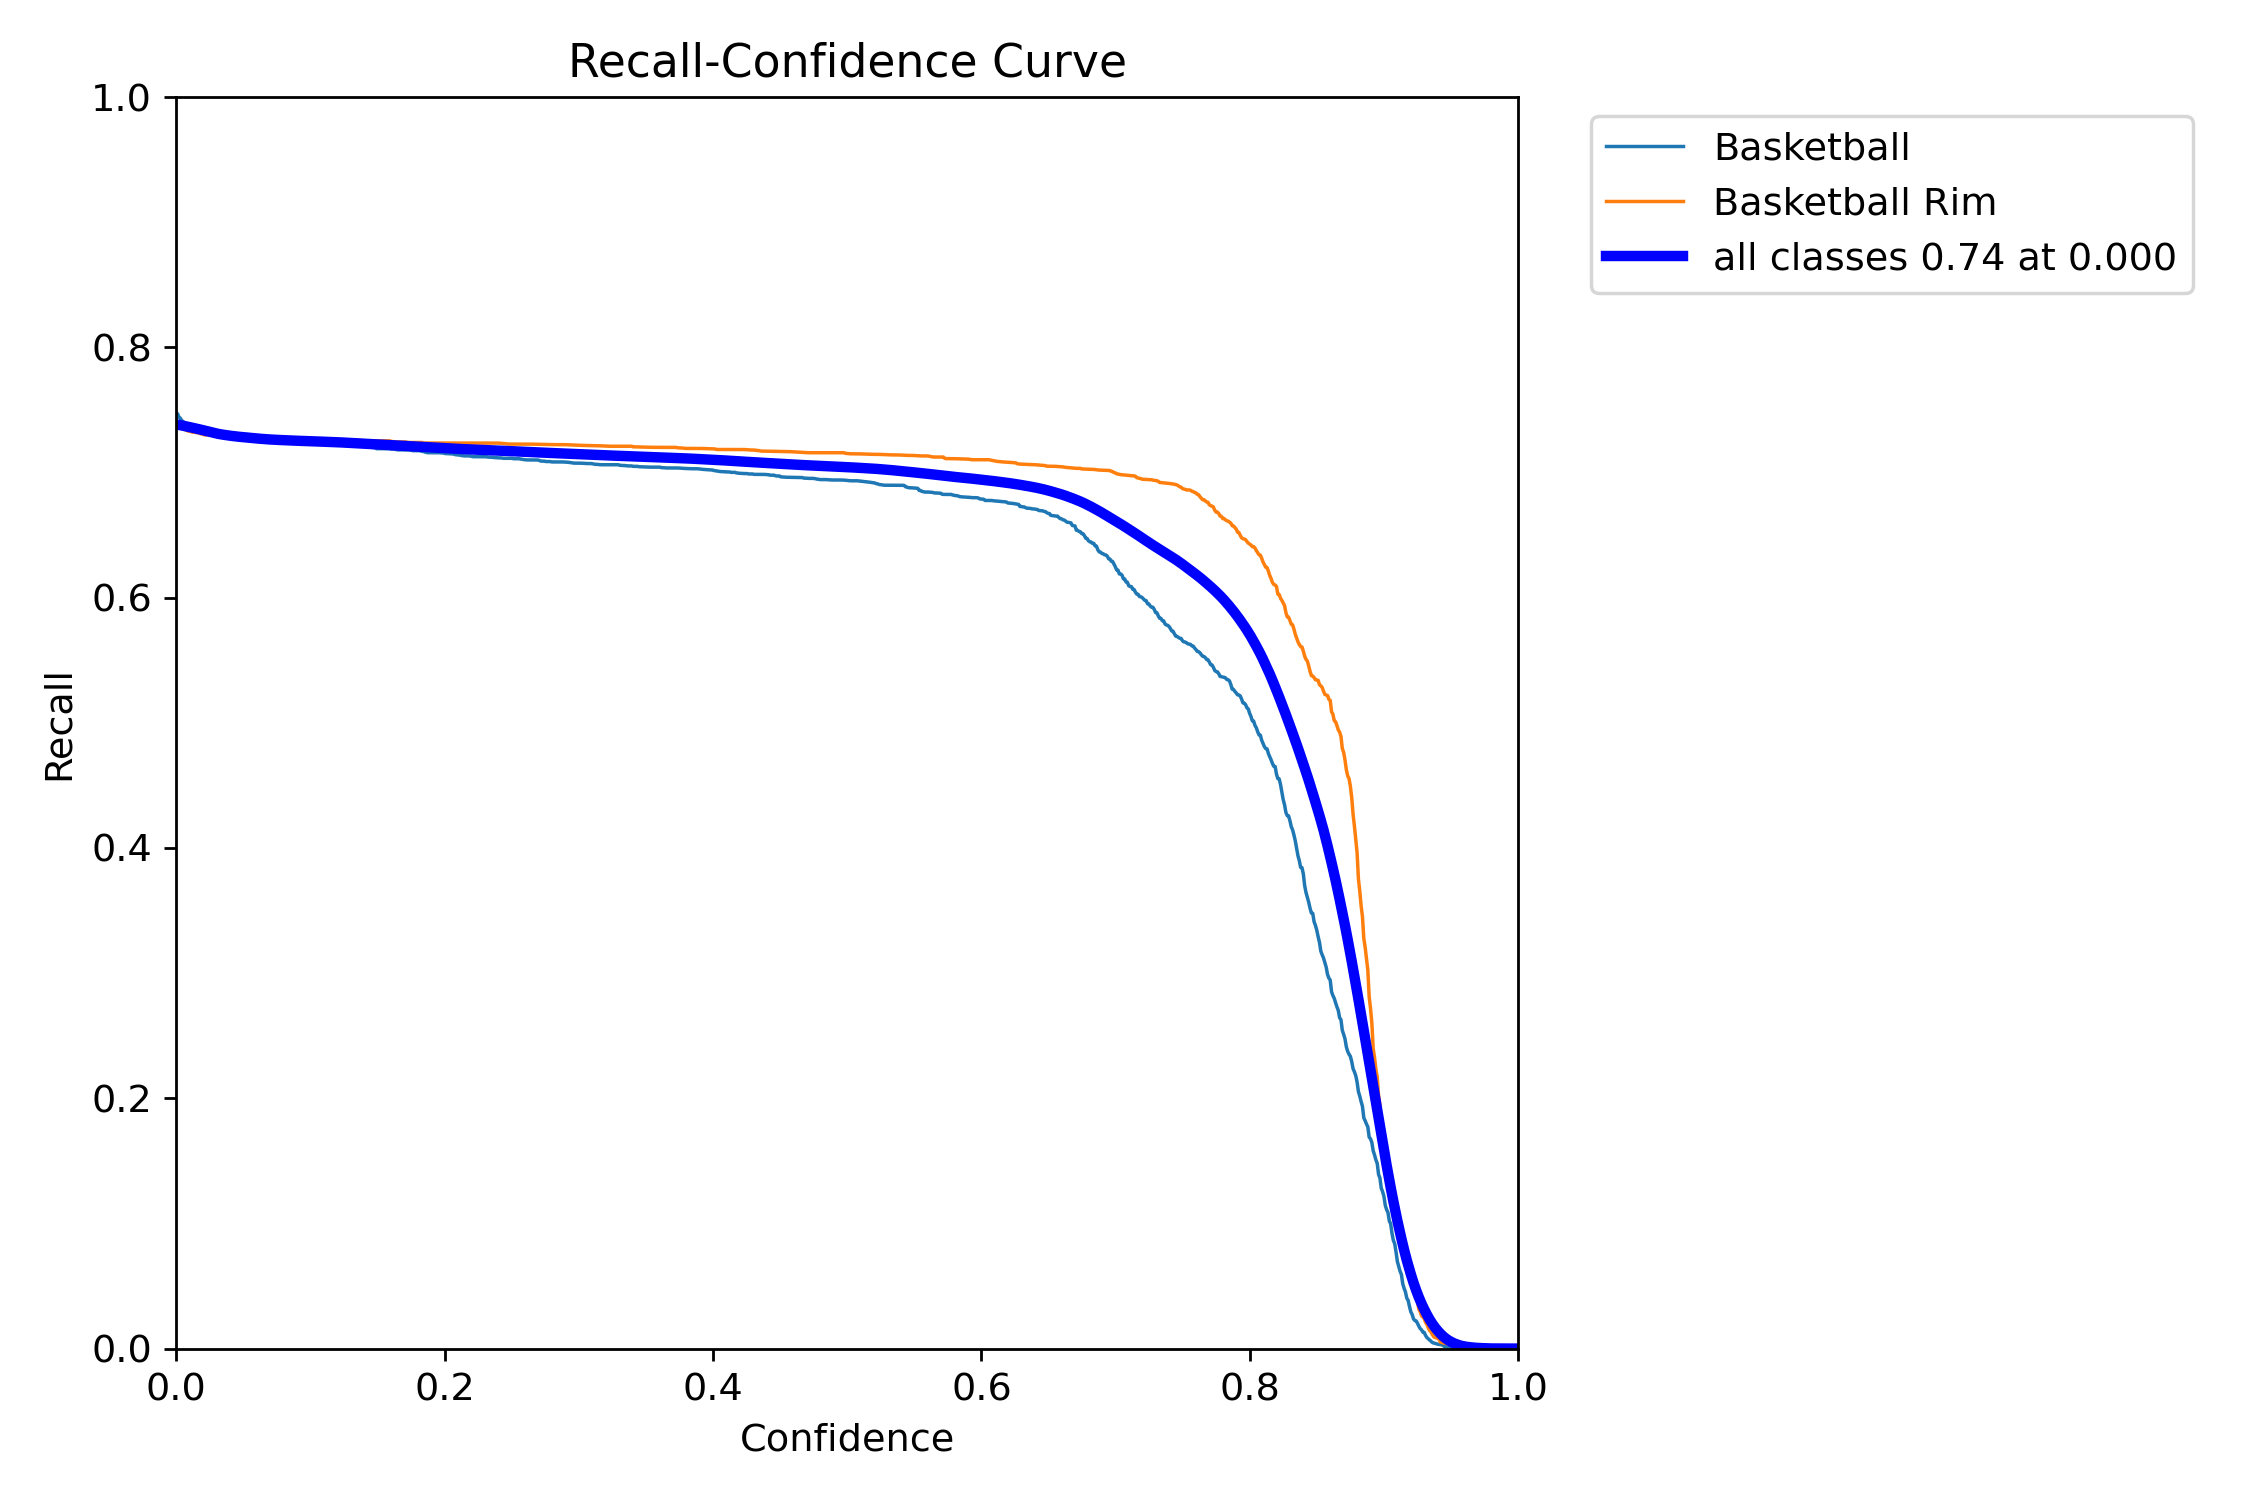 Recall-Confidence Curve
1.0
0.8
0.6
0.4
0.2
0.0
Recall
0.0 0.2 0.4 0.6 0.8 1.0
Confidence
Basketball
Basketball Rim
all classes 0.74 at 0.000